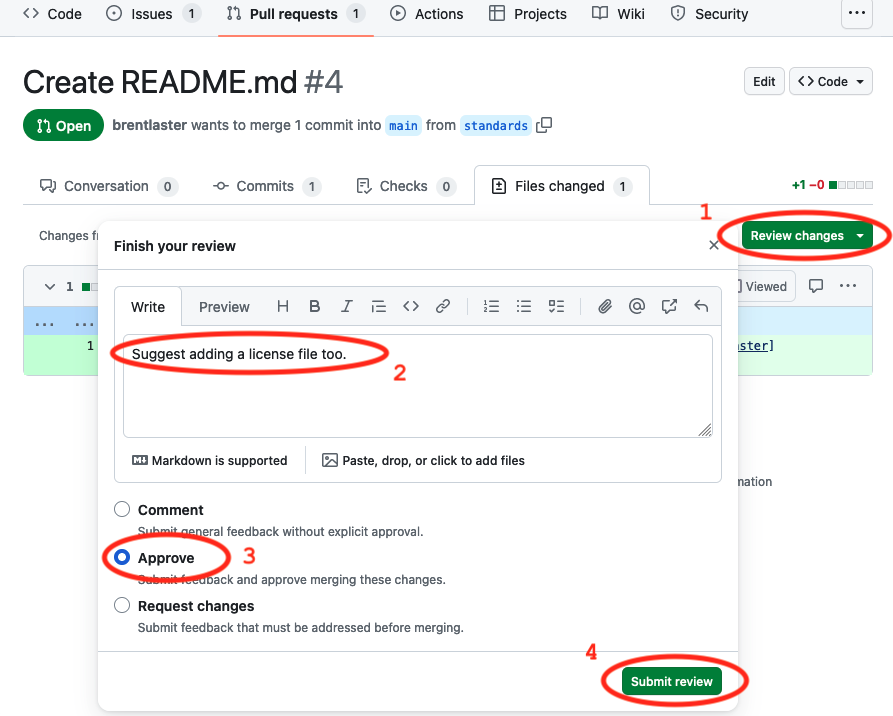 Code Issues 1 Pull requests 1 Actions Projects Wiki Security ...
Create README.md #4
Edit
Code
Open brentlaster wants to merge 1 commit into main from standards
Conversation 0 Commits 1 Checks 0 Files changed 1 +1 −0
1
Changes
Review changes
Finish your review
1
Viewed
Write Preview H B I
... ...
Suggest adding a license file too.
2
1
Markdown is supported Paste, drop, or click to add files
Comment
Submit general feedback without explicit approval.
Approve
3
Submit feedback and approve merging these changes.
Request changes
Submit feedback that must be addressed before merging.
4
Submit review